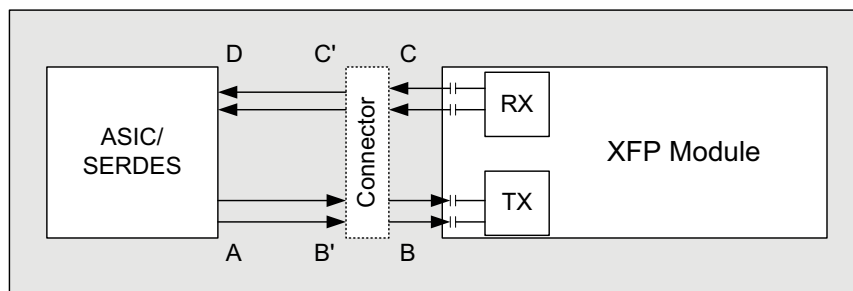 D C' C
ASIC/
SERDES
Connector
RX
XFP Module
TX
A B' B